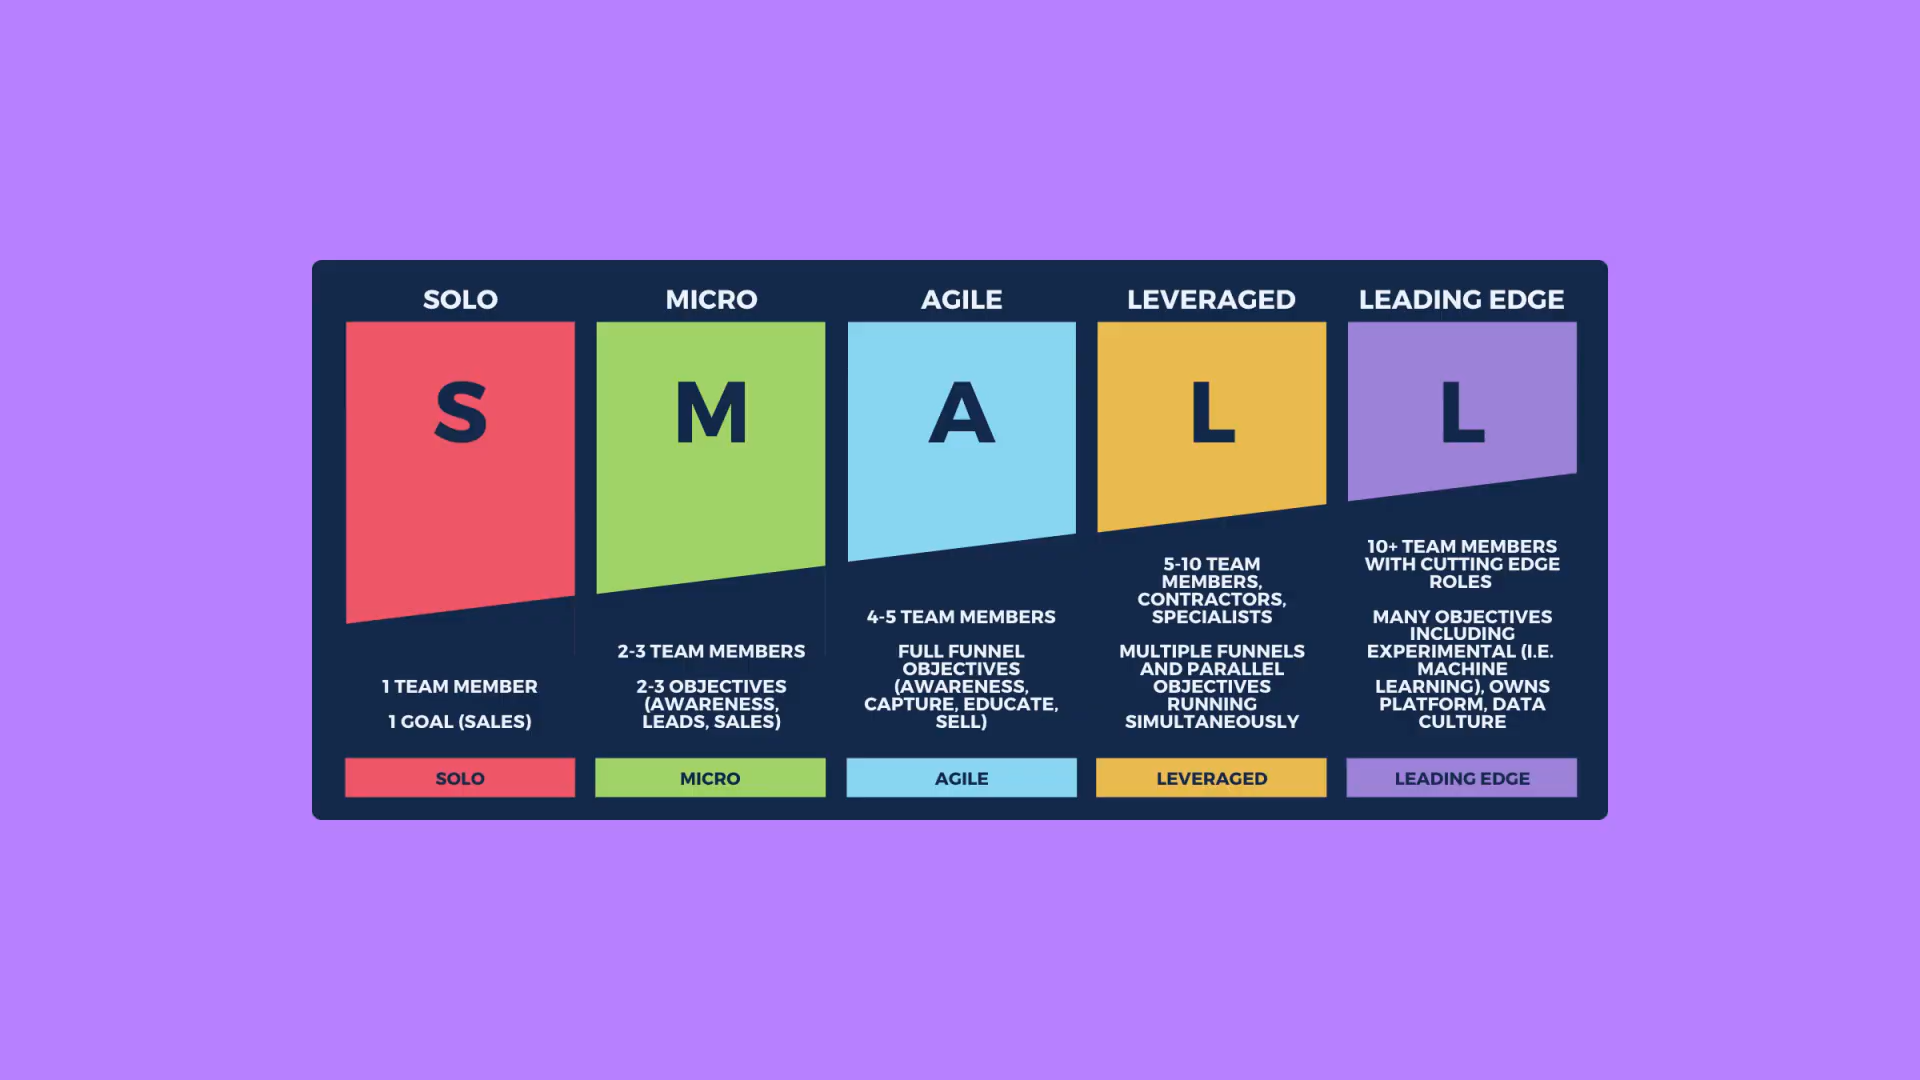 SOLO
S
1 TEAM MEMBER
1 GOAL (SALES)
SOLO
MICRO
M
2-3 TEAM MEMBERS
2-3 OBJECTIVES
(AWARENESS,
LEADS, SALES)
MICRO
AGILE
A
4-5 TEAM MEMBERS
FULL FUNNEL
OBJECTIVES
(AWARENESS,
CAPTURE, EDUCATE,
SELL)
AGILE
LEVERAGED
L
5-10 TEAM
MEMBERS,
CONTRACTORS,
SPECIALISTS
MULTIPLE FUNNELS
AND PARALLEL
OBJECTIVES
RUNNING
SIMULTANEOUSLY
LEVERAGED
LEADING EDGE
L
10+ TEAM MEMBERS
WITH CUTTING EDGE
ROLES
MANY OBJECTIVES
INCLUDING
EXPERIMENTAL (I.E.
MACHINE
LEARNING), OWNS
PLATFORM, DATA
CULTURE
LEADING EDGE